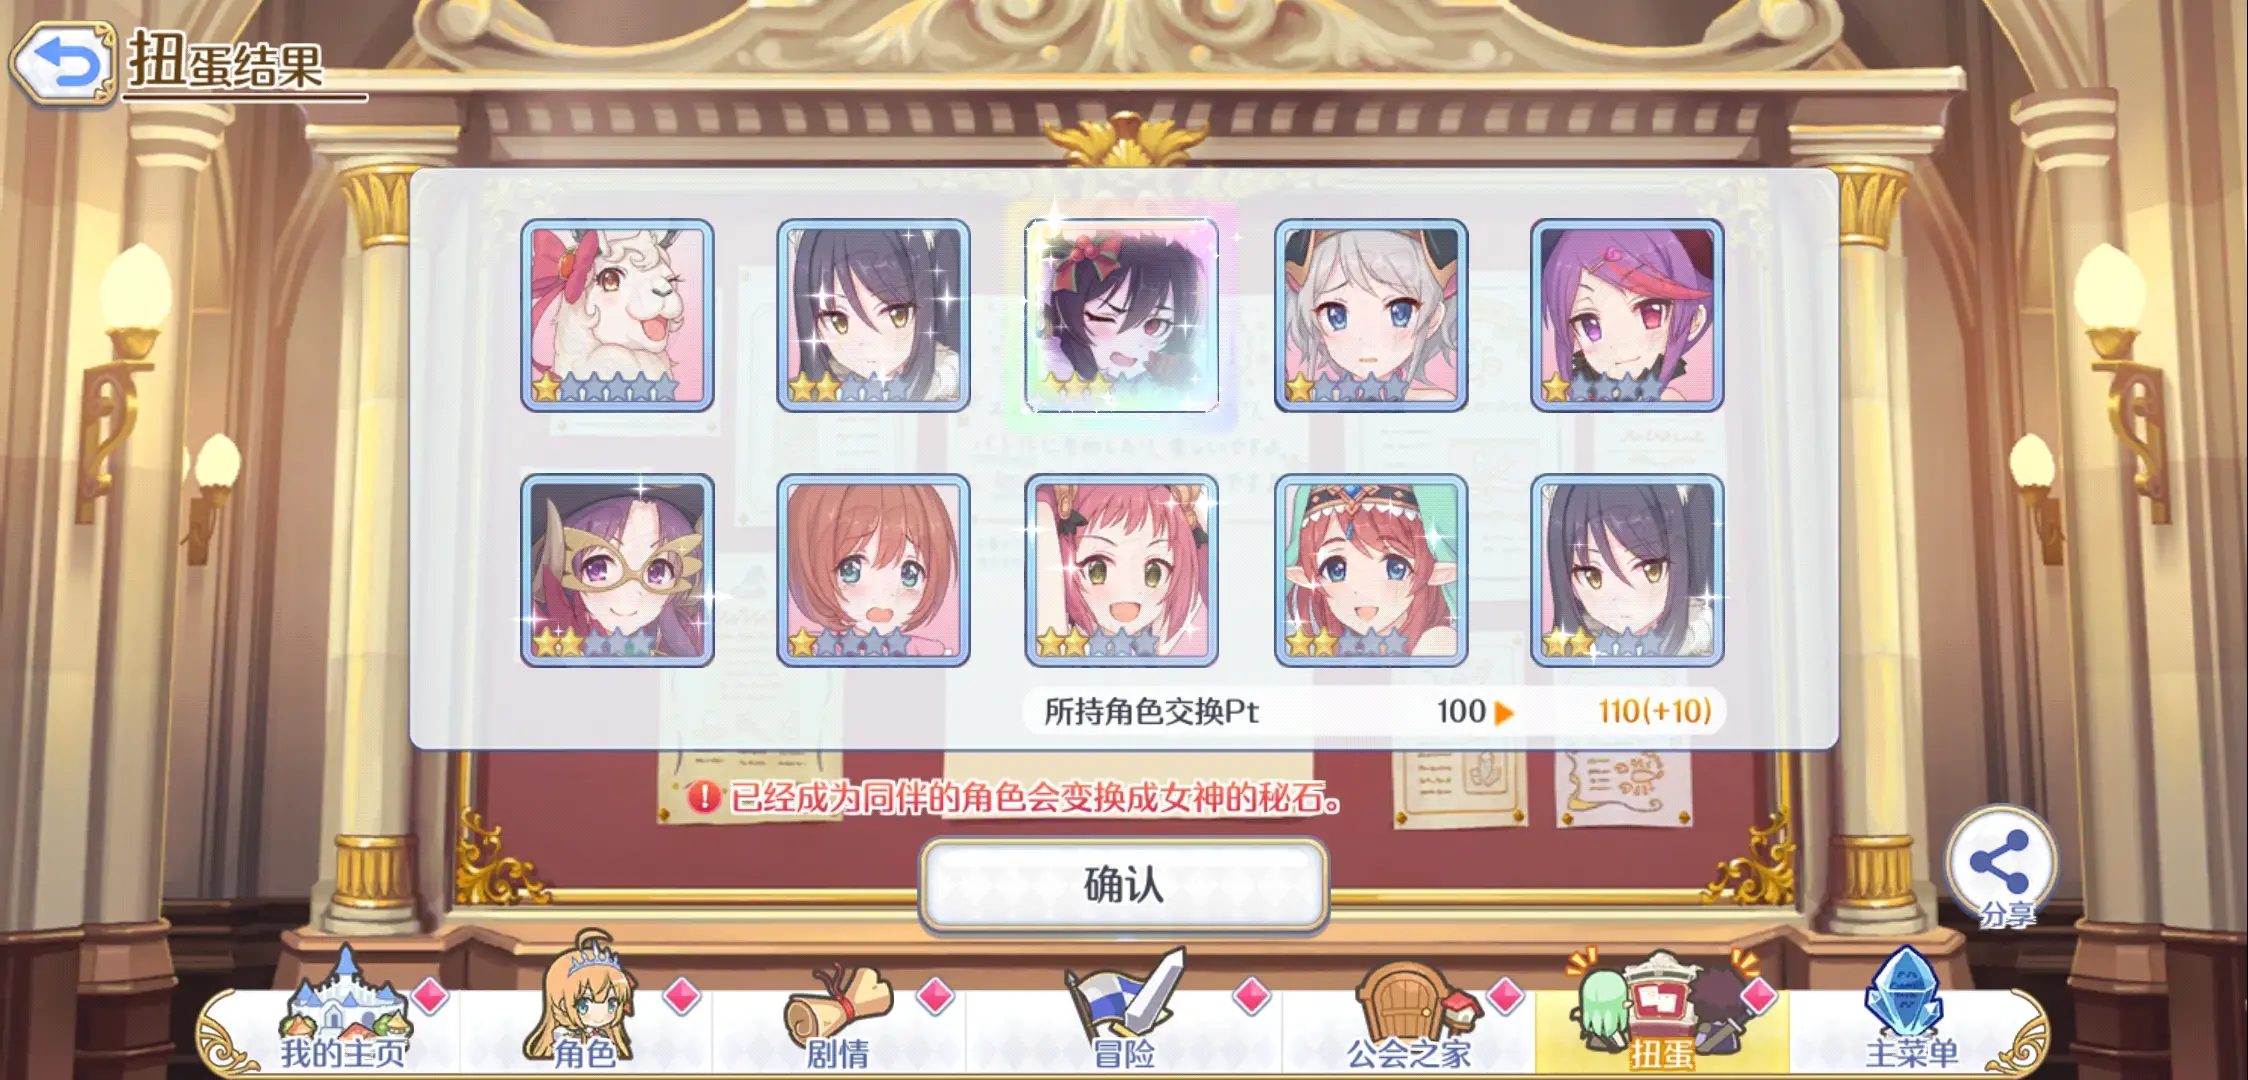 扭蛋结果
所持角色交换Pt 100 110(+10)
已经成为同伴的角色会变换成女神的秘石。
确认
分享
我的主页 角色 剧情 冒险 公会之家 扭蛋 主菜单